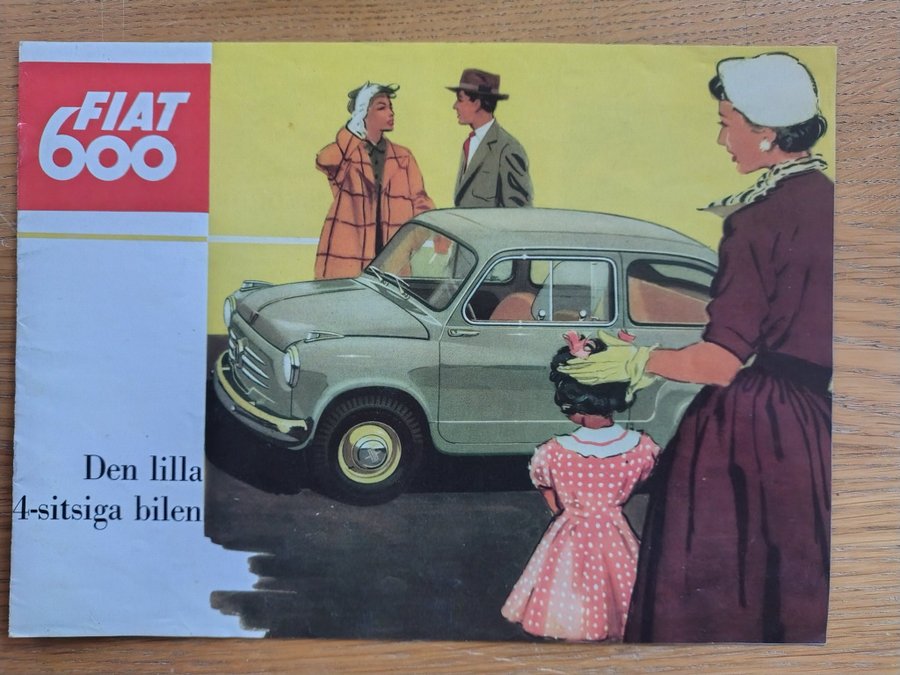 FIAT
600
Den lilla
4-sitsiga bilen